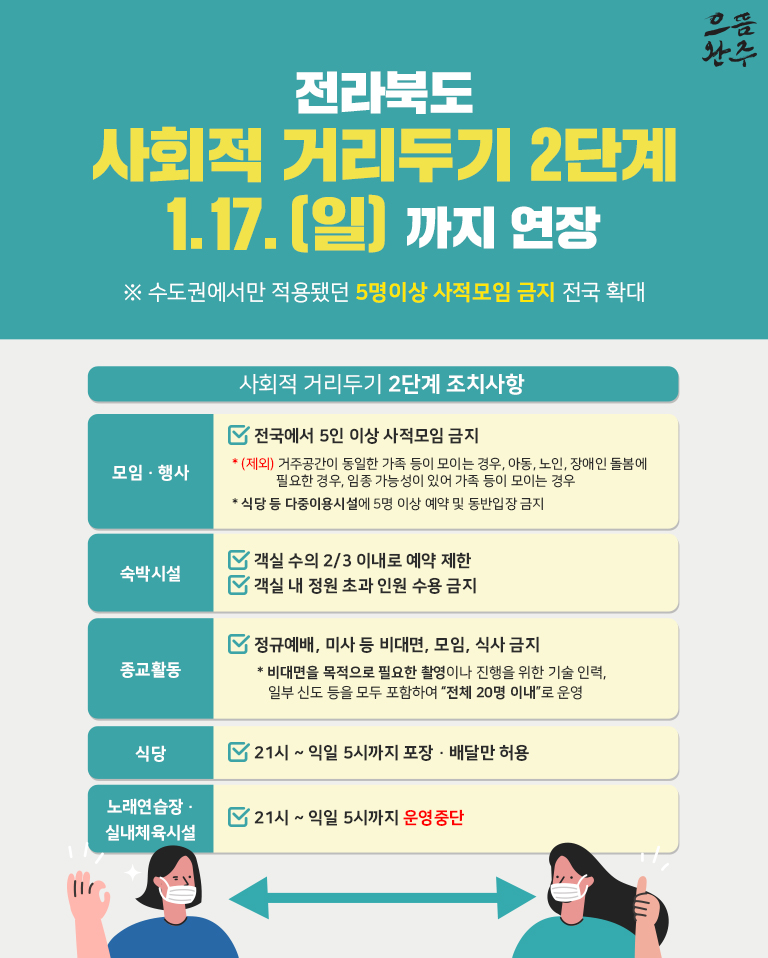 으뜸
완주
전라북도
사회적 거리두기 2단계
1.17.(일) 까지 연장
※ 수도권에서만 적용됐던 5명이상 사적모임 금지 전국 확대
사회적 거리두기 2단계 조치사항
모임 · 행사
전국에서 5인 이상 사적모임 금지
* (제외) 거주공간이 동일한 가족 등이 모이는 경우, 아동, 노인, 장애인 돌봄에
필요한 경우, 임종 가능성이 있어 가족 등이 모이는 경우
* 식당 등 다중이용시설에 5명 이상 예약 및 동반입장 금지
숙박시설
객실 수의 2/3 이내로 예약 제한
객실 내 정원 초과 인원 수용 금지
종교활동
정규예배, 미사 등 비대면, 모임, 식사 금지
* 비대면을 목적으로 필요한 촬영이나 진행을 위한 기술 인력,
일부 신도 등을 모두 포함하여 “전체 20명 이내”로 운영
식당
21시 ~ 익일 5시까지 포장 · 배달만 허용
노래연습장 ·
실내체육시설
21시 ~ 익일 5시까지 운영중단